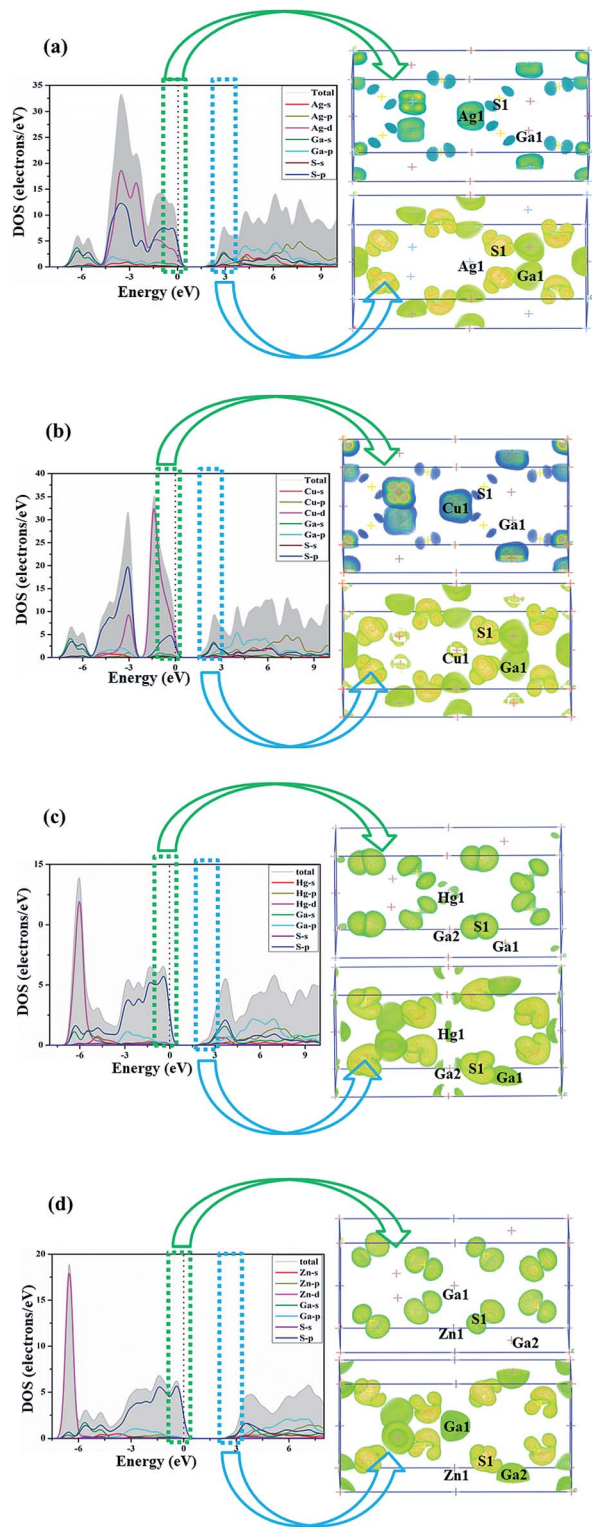 (a)
DOS (electrons/eV)
35
30
25
20
15
10
5
0
Total
Ag-s
Ag-p
Ag-d
Ga-s
Ga-p
S-s
S-p
-6 -3 0 3 6 9
Energy (eV)
S1
Ag1
Ga1
S1
Ag1
Ga1
(b)
DOS (electrons/eV)
40
35
30
25
20
15
10
5
0
Total
Cu-s
Cu-p
Cu-d
Ga-s
Ga-p
S-s
S-p
-6 -3 0 3 6 9
Energy (eV)
S1
Cu1
Ga1
S1
Cu1
Ga1
(c)
DOS (electrons/eV)
15
0
5
0
total
Hg-s
Hg-p
Hg-d
Ga-s
Ga-p
S-s
S-p
-6 -3 0 3 6 9
Energy (eV)
Hg1
S1
Ga2
Ga1
Hg1
Ga2
S1
Ga1
(d)
DOS (electrons/eV)
20
15
10
5
0
total
Zn-s
Zn-p
Zn-d
Ga-s
Ga-p
S-s
S-p
-6 -3 0 3 6
Energy (eV)
Ga1
S1
Zn1
Ga2
Ga1
S1
Zn1
Ga2